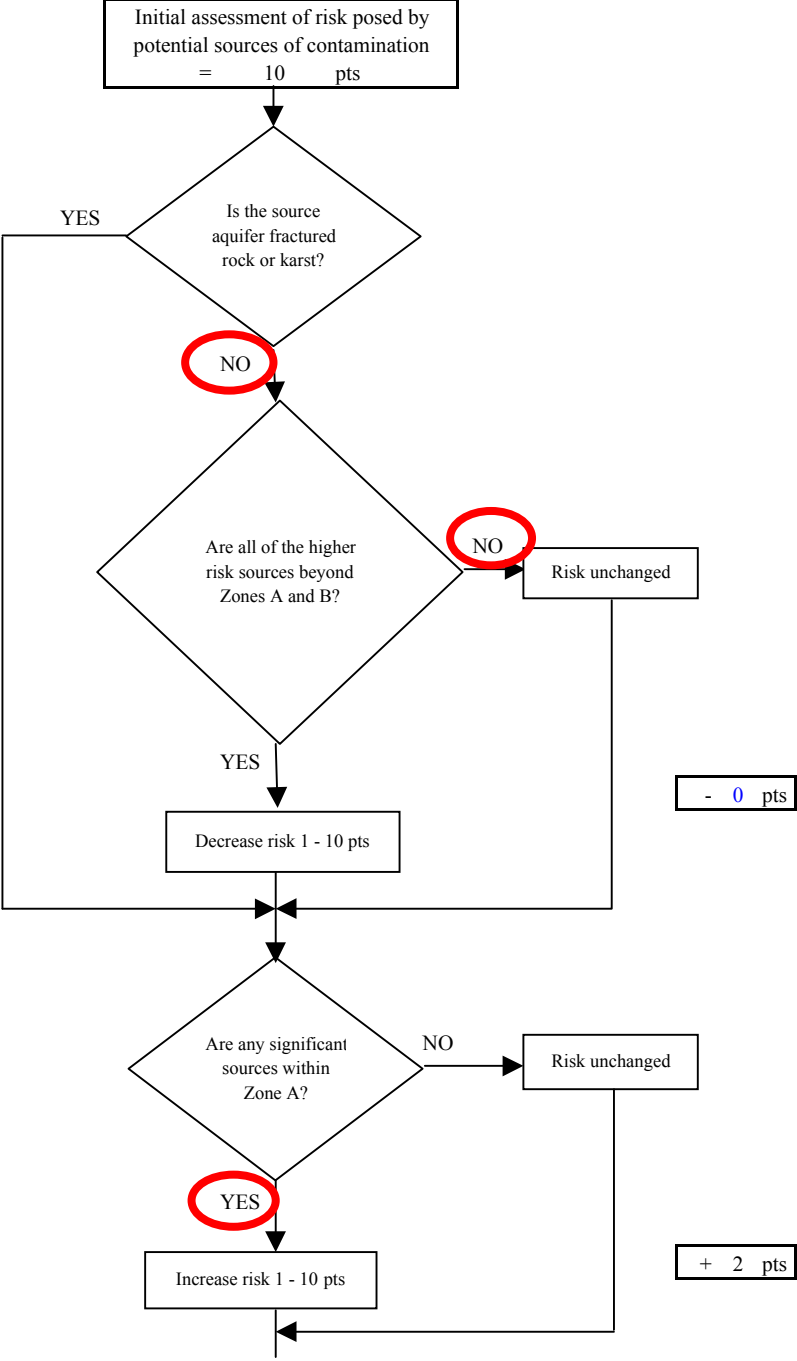 Initial assessment of risk posed by
potential sources of contamination
= 10 pts
YES
Is the source
aquifer fractured
rock or karst?
NO
Are all of the higher
risk sources beyond
Zones A and B?
NO
Risk unchanged
YES
- 0 pts
Decrease risk 1 - 10 pts
Are any significant
sources within
Zone A?
NO
Risk unchanged
YES
+ 2 pts
Increase risk 1 - 10 pts